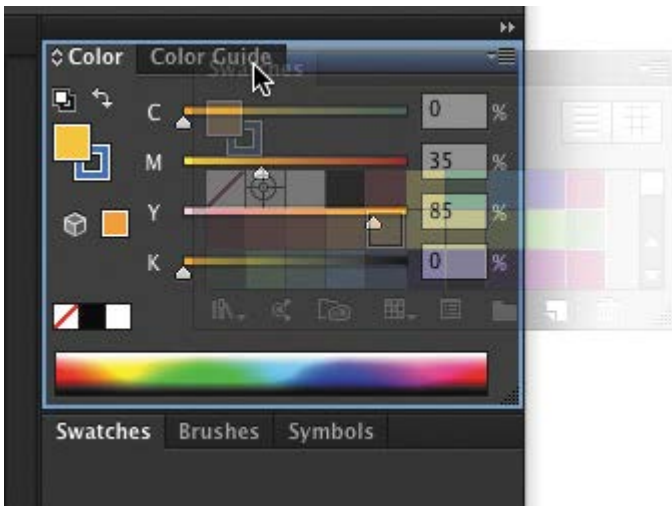 Color Color Guide
Swatches
C 0 %
M 35 %
Y 85 %
K 0 %
Swatches Brushes Symbols